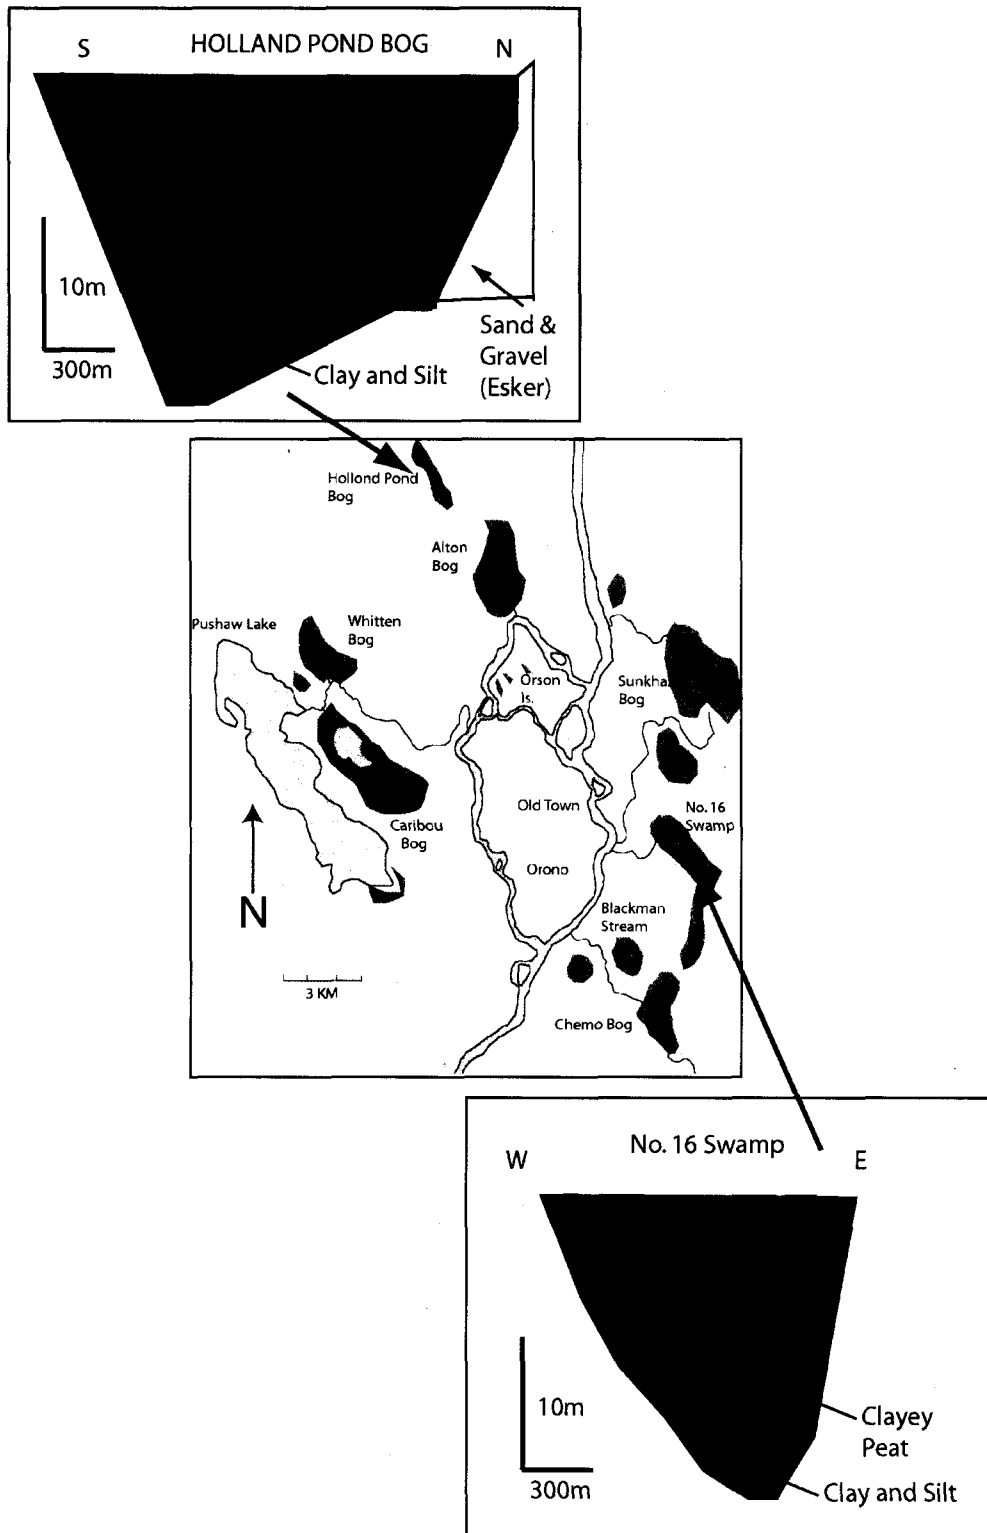 S HOLLAND POND BOG N
10m
300m
Sand &
Gravel
(Esker)
Clay and Silt
Hollond Pond
Bog
Alton
Bog
Pushaw Lake
Whitten
Bog
Orson
Is.
Sunkha
Bog
Old Town
No. 16
Swamp
Caribou
Bog
Orono
N
Blackman
Stream
3 KM
Chemo Bog
No. 16 Swamp
W E
10m
300m
Clayey
Peat
Clay and Silt